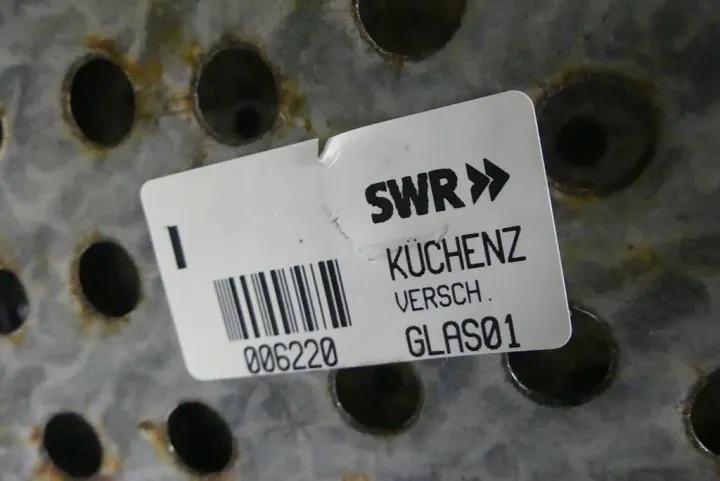 SWR
KÜCHENZ
VERSCH.
GLAS01
006220